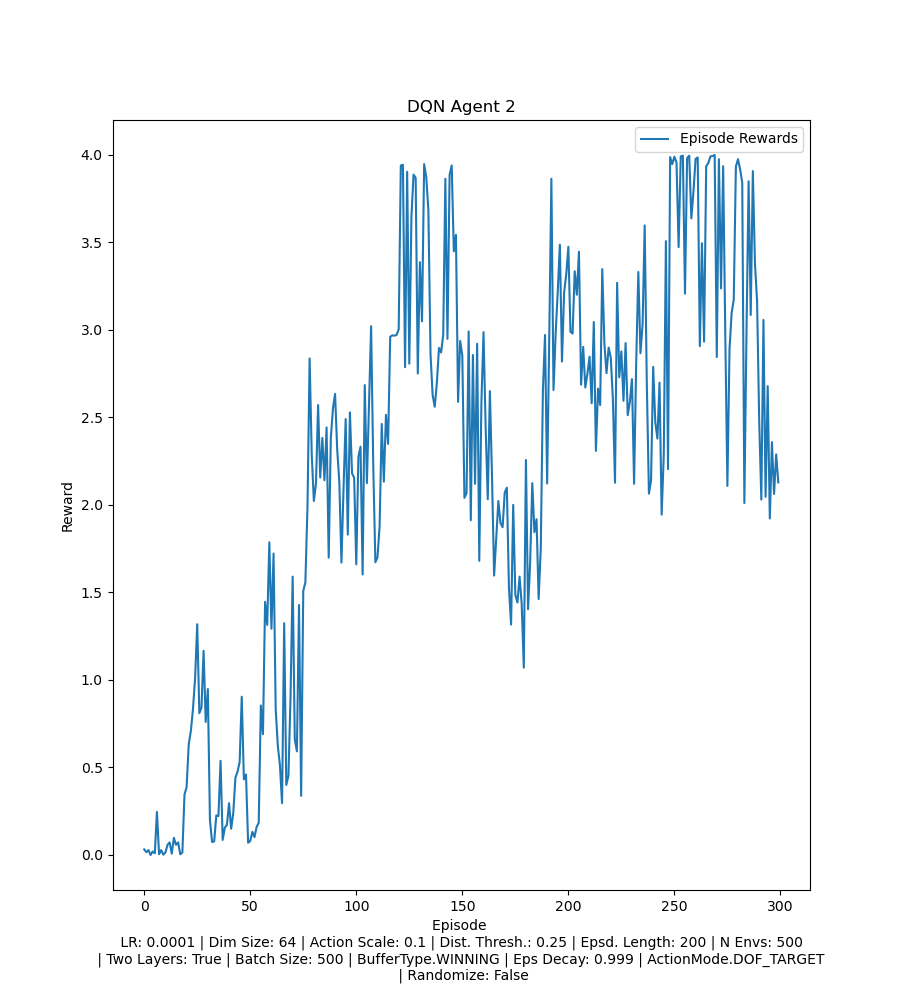 DQN Agent 2
Episode Rewards
4.0
3.5
3.0
2.5
2.0
1.5
1.0
0.5
0.0
Reward
0 50 100 150 200 250 300
Episode
LR: 0.0001 | Dim Size: 64 | Action Scale: 0.1 | Dist. Thresh.: 0.25 | Epsd. Length: 200 | N Envs: 500
| Two Layers: True | Batch Size: 500 | BufferType.WINNING | Eps Decay: 0.999 | ActionMode.DOF_TARGET
| Randomize: False